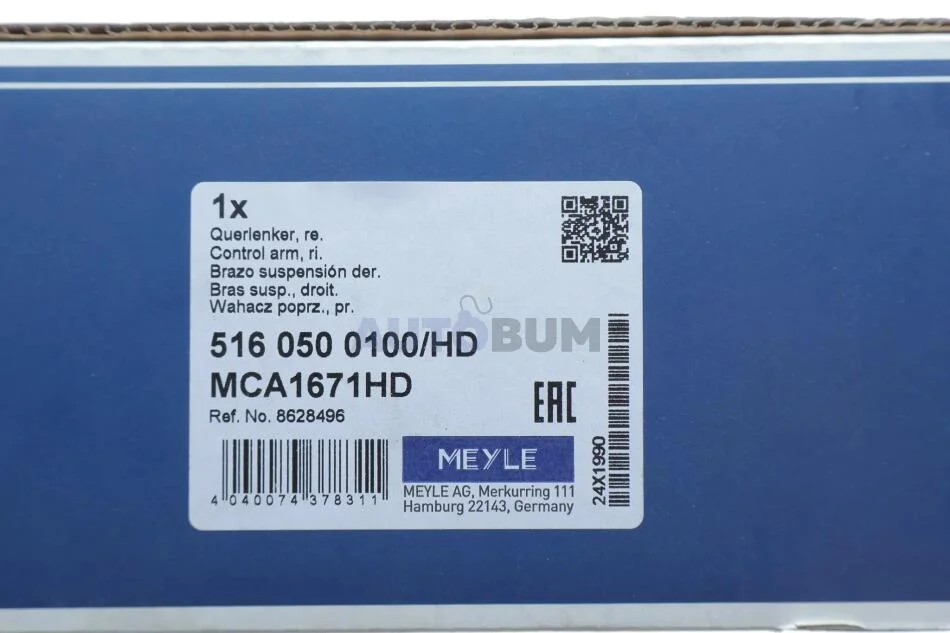 1x
Querlenker, re.
Control arm, ri.
Brazo suspensión der.
Bras susp., droit.
Wahacz poprz., pr.
AUTOBUM
516 050 0100/HD
MCA1671HD
Ref. No. 8628496
EAC
4 040074 378311
MEYLE
MEYLE AG, Merkurring 111
Hamburg 22143, Germany
24X1990